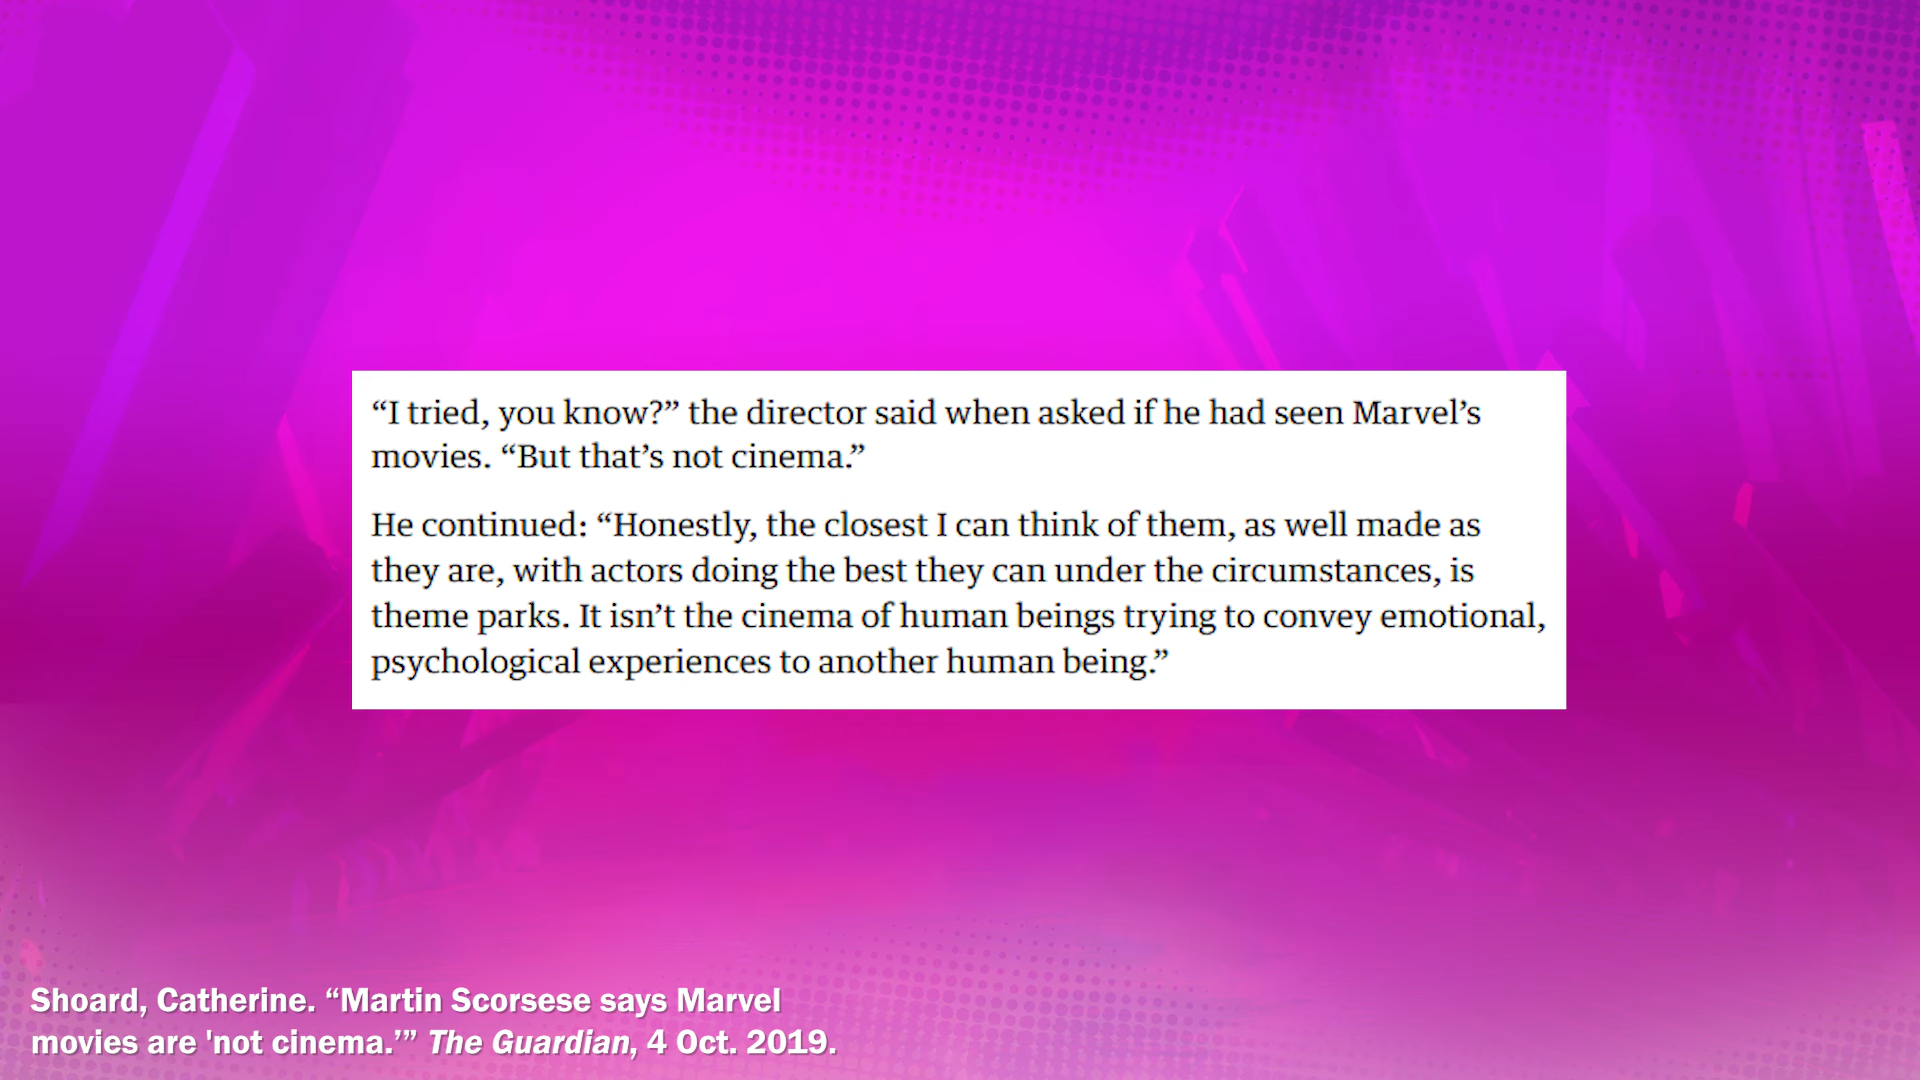 “I tried, you know?” the director said when asked if he had seen Marvel’s
movies. “But that’s not cinema.”
He continued: “Honestly, the closest I can think of them, as well made as
they are, with actors doing the best they can under the circumstances, is
theme parks. It isn’t the cinema of human beings trying to convey emotional,
psychological experiences to another human being.”
Shoard, Catherine. “Martin Scorsese says Marvel
movies are 'not cinema.’” The Guardian, 4 Oct. 2019.